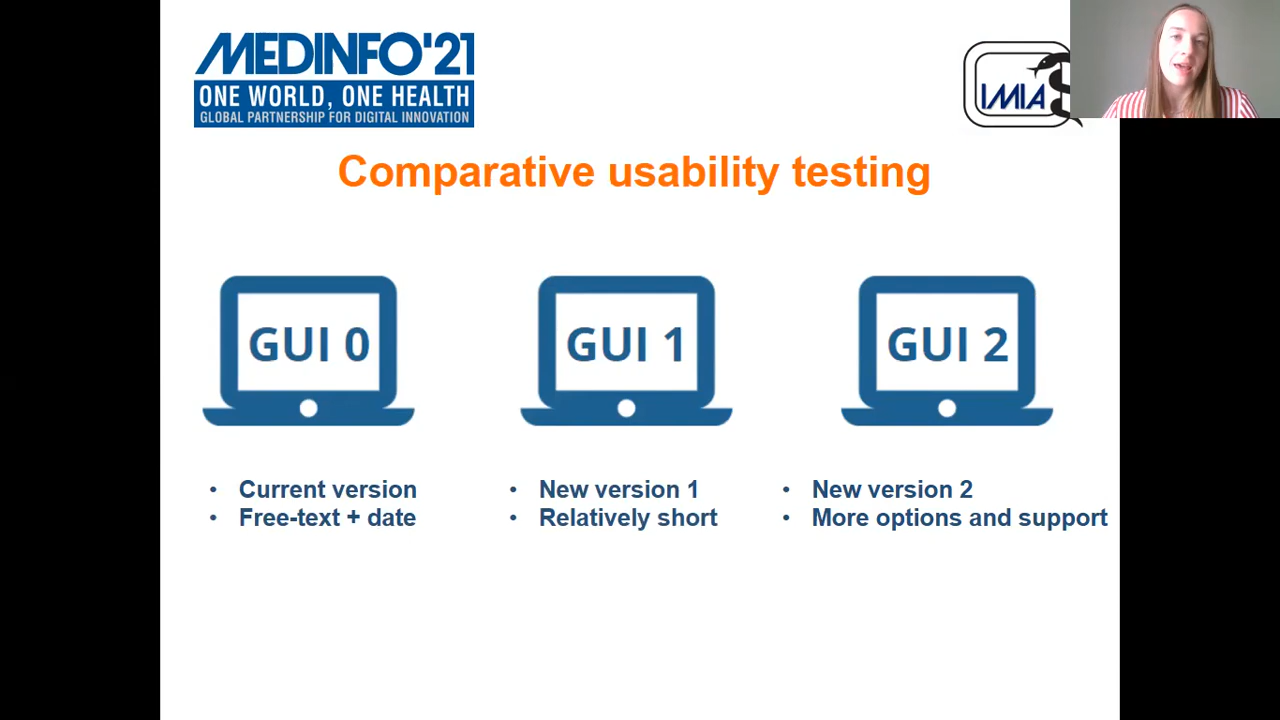 MEDINFO'21
ONE WORLD, ONE HEALTH
GLOBAL PARTNERSHIP FOR DIGITAL INNOVATION
IMIA
Comparative usability testing
GUI 0
GUI 1
GUI 2
• Current version
• Free-text + date
• New version 1
• Relatively short
• New version 2
• More options and support